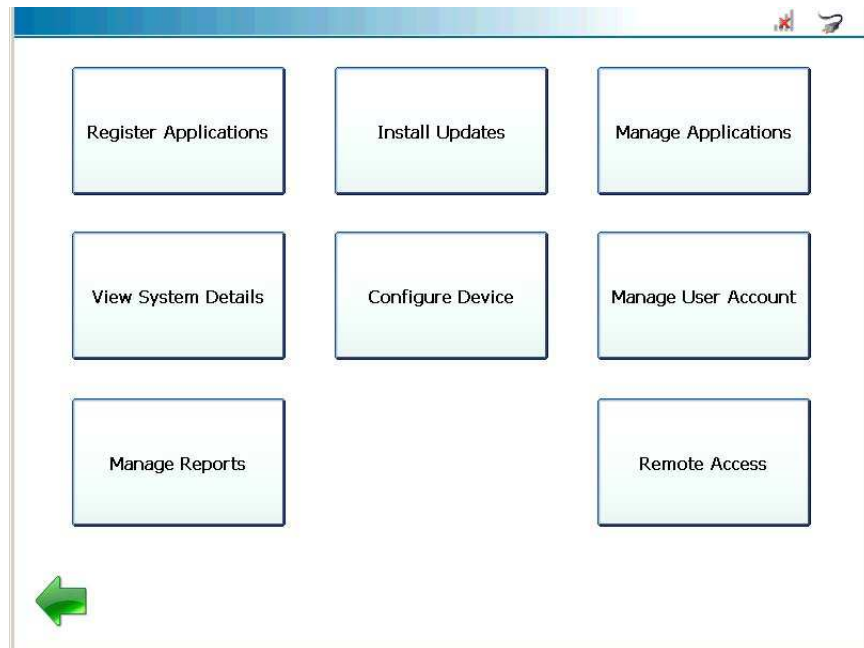 Register Applications
Install Updates
Manage Applications
View System Details
Configure Device
Manage User Account
Manage Reports
Remote Access